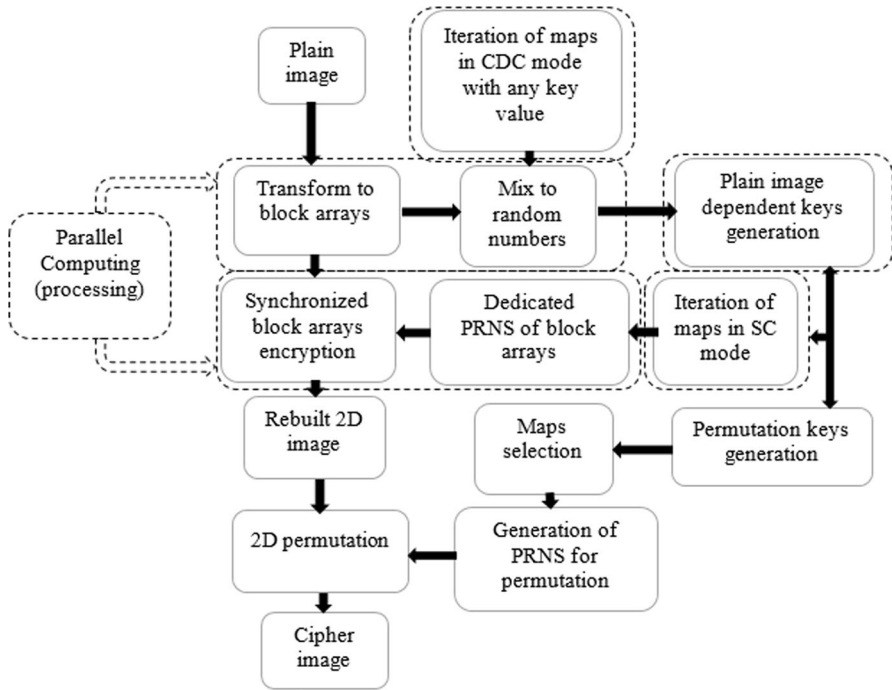 Plain
image
Iteration of maps
in CDC mode
with any key
value
Transform to
block arrays
Mix to
random
numbers
Plain image
dependent keys
generation
Parallel
Computing
(processing)
Synchronized
block arrays
encryption
Dedicated
PRNS of block
arrays
Iteration of
maps in SC
mode
Rebuilt 2D
image
Maps
selection
Permutation keys
generation
2D permutation
Generation of
PRNS for
permutation
Cipher
image